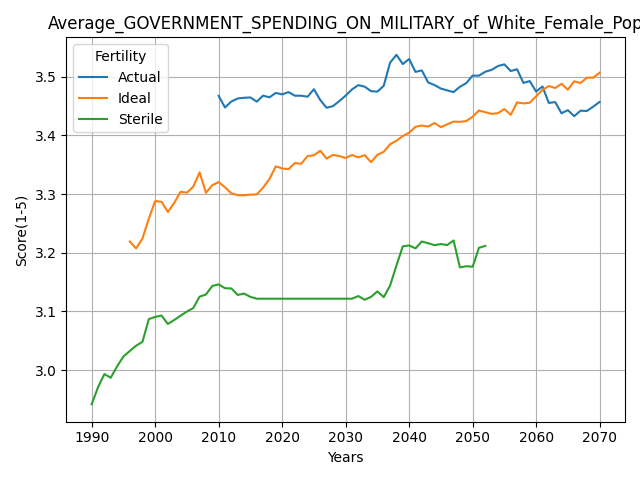 Average_GOVERNMENT_SPENDING_ON_MILITARY_of_White_Female_Pop
Fertility
Actual
Ideal
Sterile
3.5
3.4
3.3
3.2
3.1
3.0
Score(1-5)
1990 2000 2010 2020 2030 2040 2050 2060 2070
Years